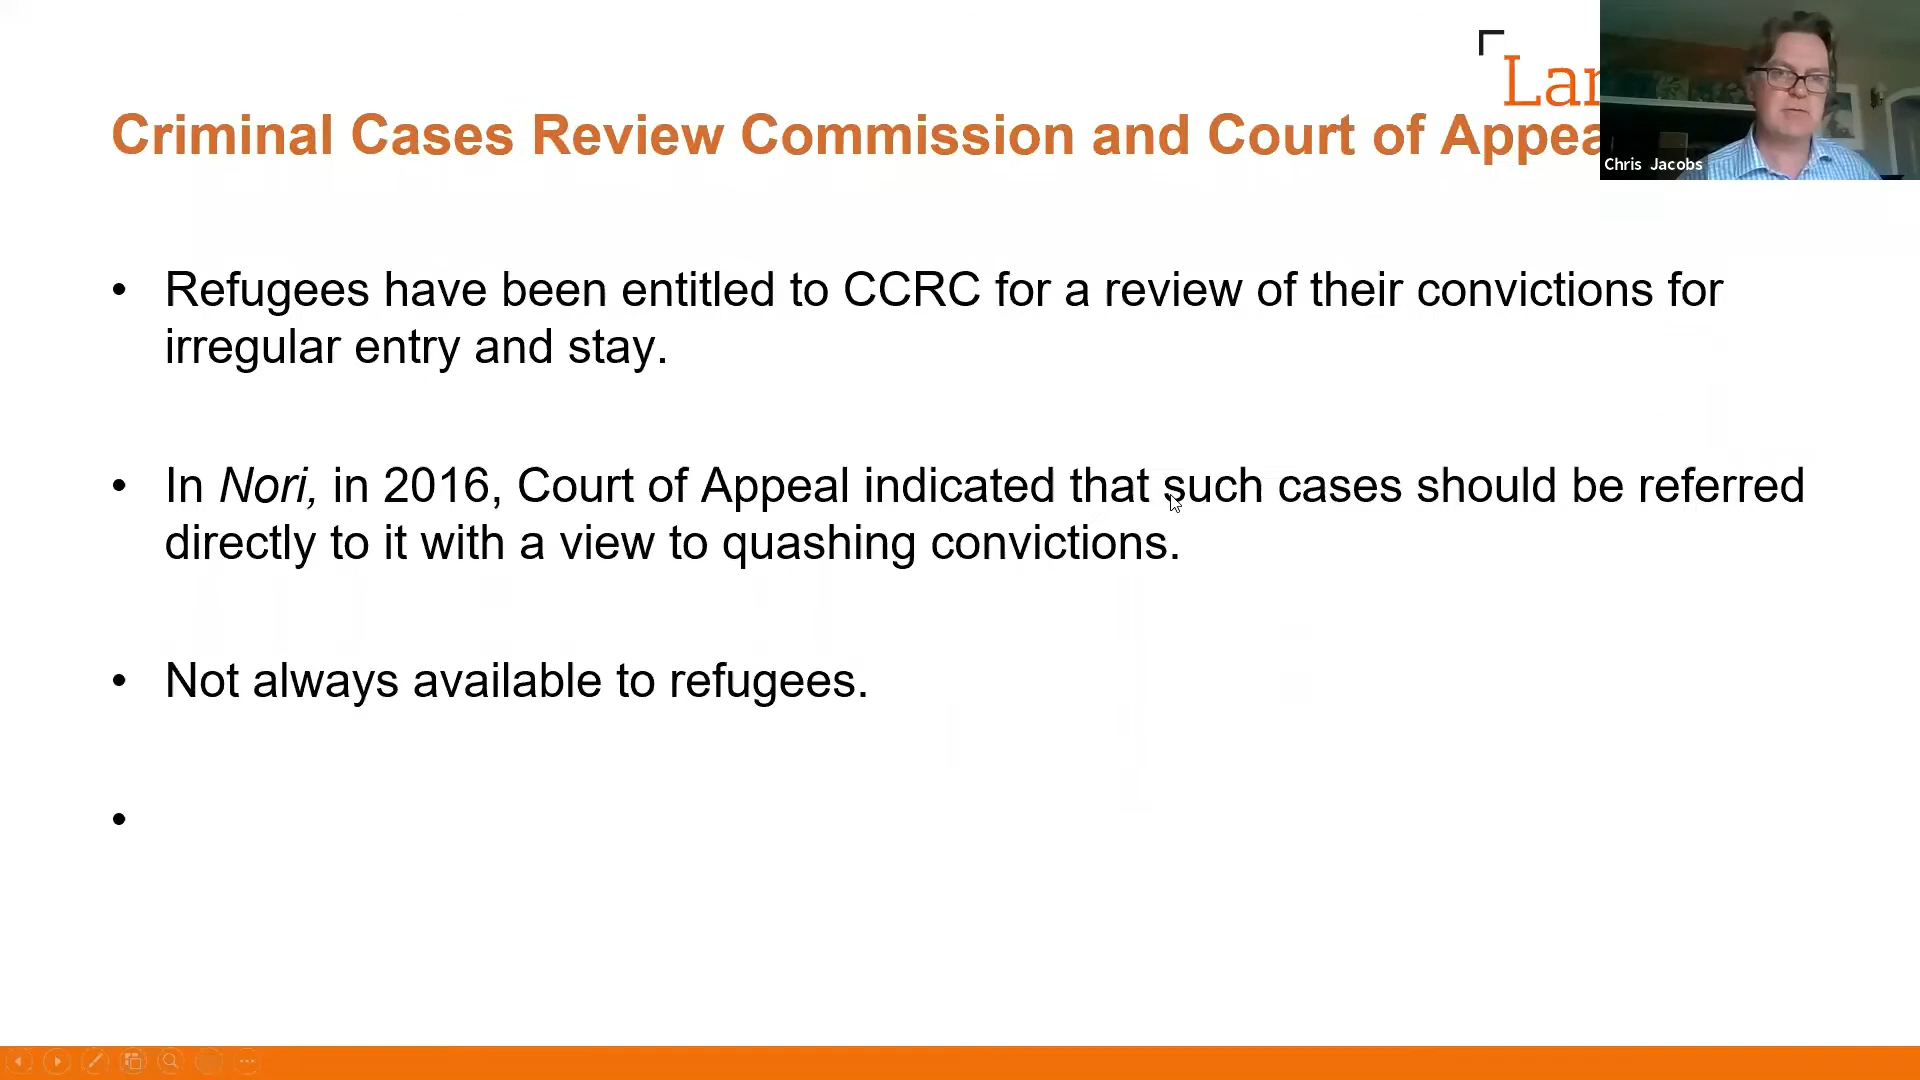 Lar
Criminal Cases Review Commission and Court of Appea
Chris Jacobs
• Refugees have been entitled to CCRC for a review of their convictions for
irregular entry and stay.
• In Nori, in 2016, Court of Appeal indicated that such cases should be referred
directly to it with a view to quashing convictions.
• Not always available to refugees.
•